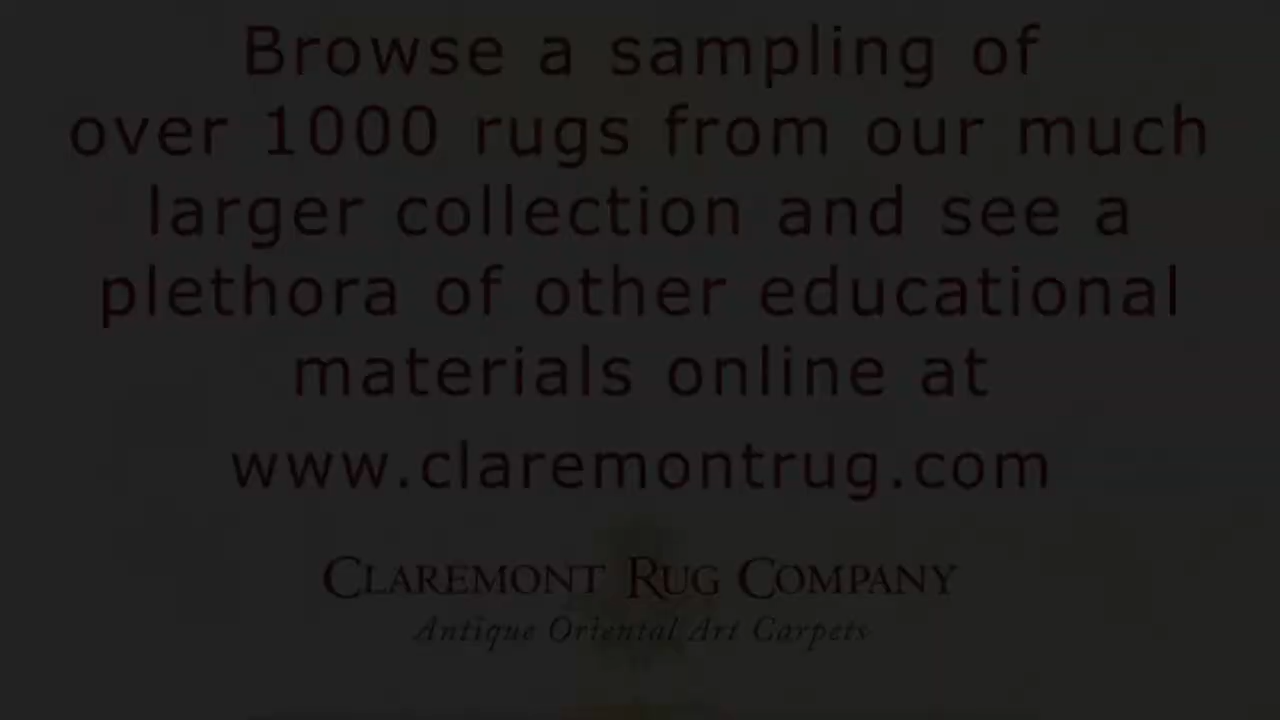 Browse a sampling of
over 1000 rugs from our much
larger collection and see a
plethora of other educational
materials online at
www.claremontrug.com
CLAREMONT RUG COMPANY
Antique Oriental Art Carpets